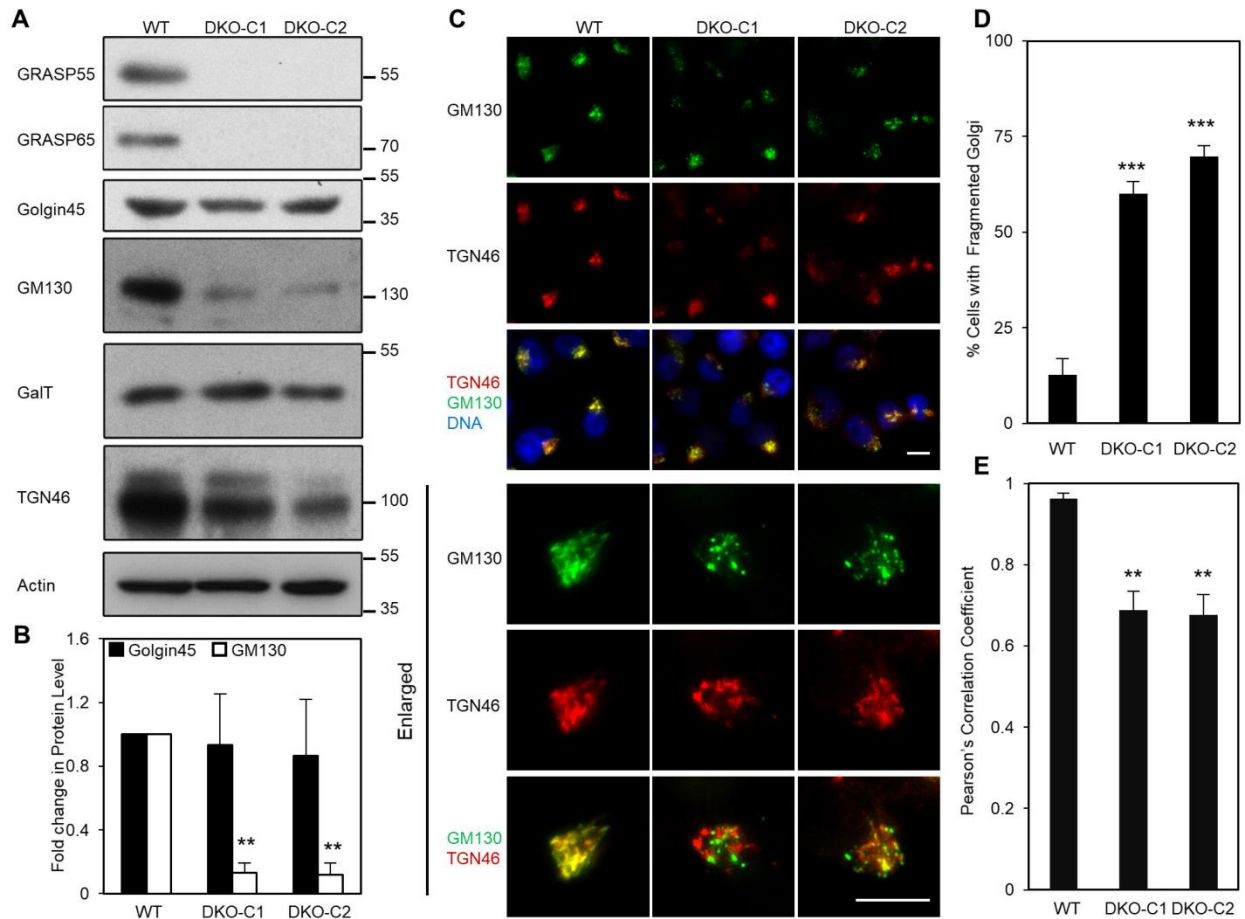 A
WT DKO-C1 DKO-C2
GRASP55
55
GRASP65
70
55
Golgin45
35
GM130
130
55
GalT
TGN46
100
55
Actin
35
B
1.6
1.2
0.8
0.4
0
Fold change in Protein Level
Golgin45 GM130
** **
WT DKO-C1 DKO-C2
C
WT DKO-C1 DKO-C2
GM130
TGN46
TGN46
GM130
DNA
Enlarged
GM130
TGN46
GM130
TGN46
D
100
75
50
25
0
% Cells with Fragmented Golgi
*** ***
WT DKO-C1 DKO-C2
E
1
0.8
0.6
0.4
0.2
0
Pearson's Correlation Coefficient
** **
WT DKO-C1 DKO-C2